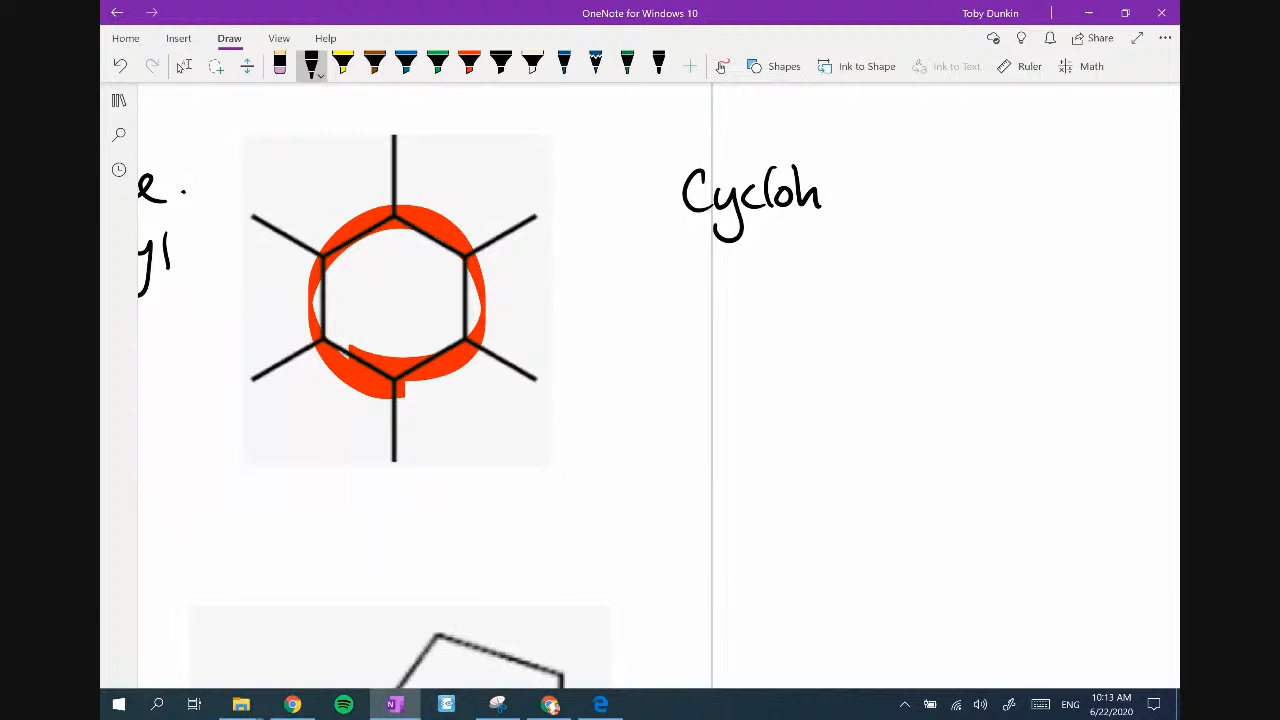 OneNote for Windows 10
Toby Dunkin
Home
Insert
Draw
View
Help
Share
Shapes
Ink to Shape
Ink to Text
Ruler
Math
e.
yl
Cycloh
ENG
10:13 AM
6/22/2020